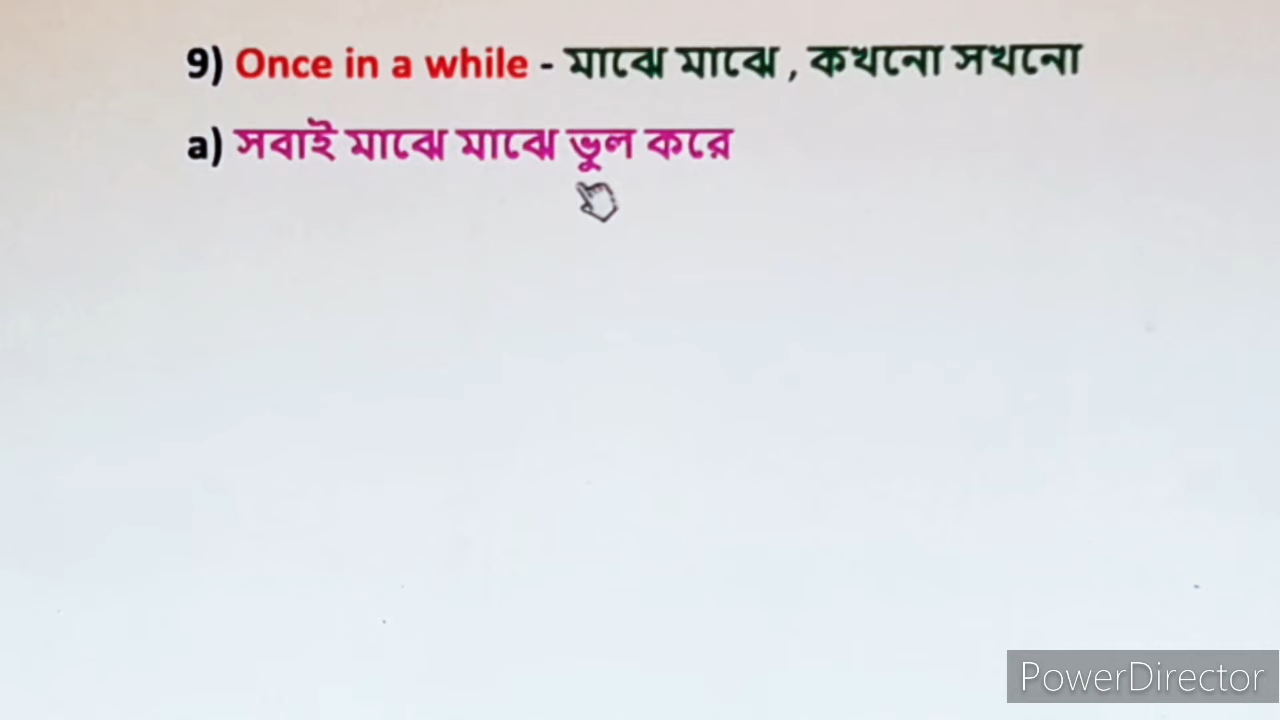 9) Once in a while - মাঝে মাঝে , কখনো সখনো
a) সবাই মাঝে মাঝে ভুল করে
PowerDirector